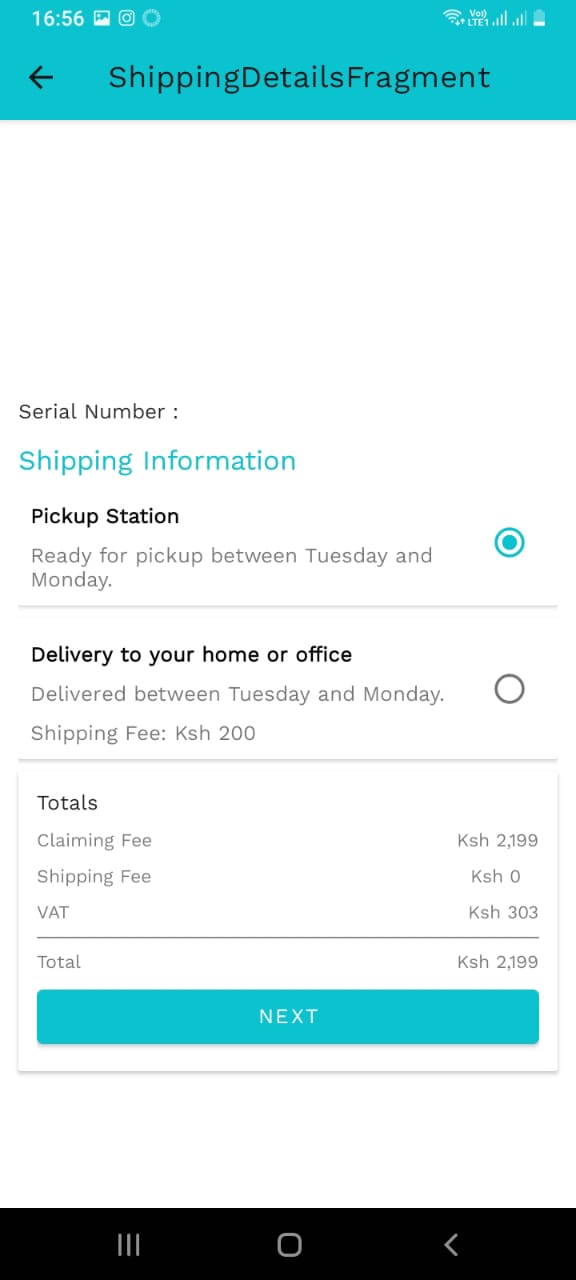 16:56
Vo))
LTE1
ShippingDetailsFragment
Serial Number :
Shipping Information
Pickup Station
Ready for pickup between Tuesday and
Monday.
Delivery to your home or office
Delivered between Tuesday and Monday.
Shipping Fee: Ksh 200
Totals
Claiming Fee Ksh 2,199
Shipping Fee Ksh 0
VAT Ksh 303
Total Ksh 2,199
NEXT